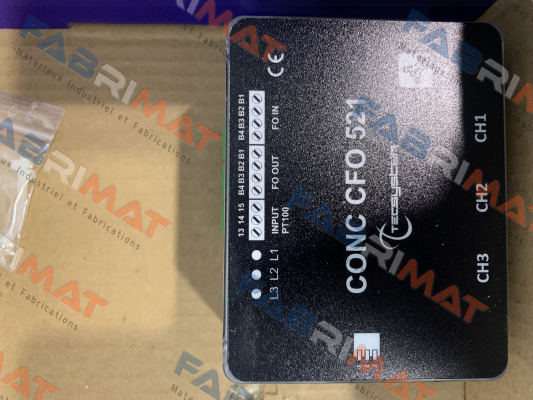 CONC CFO 521
TECSYSTEM
CH1
CH2
CH3
CE
B4 B3 B2 B1
FO IN
B4 B3 B2 B1
FO OUT
13 14 15
INPUT
PT100
L3 L2 L1
FABRIMAT
Materiaux Industriel et Fabrications